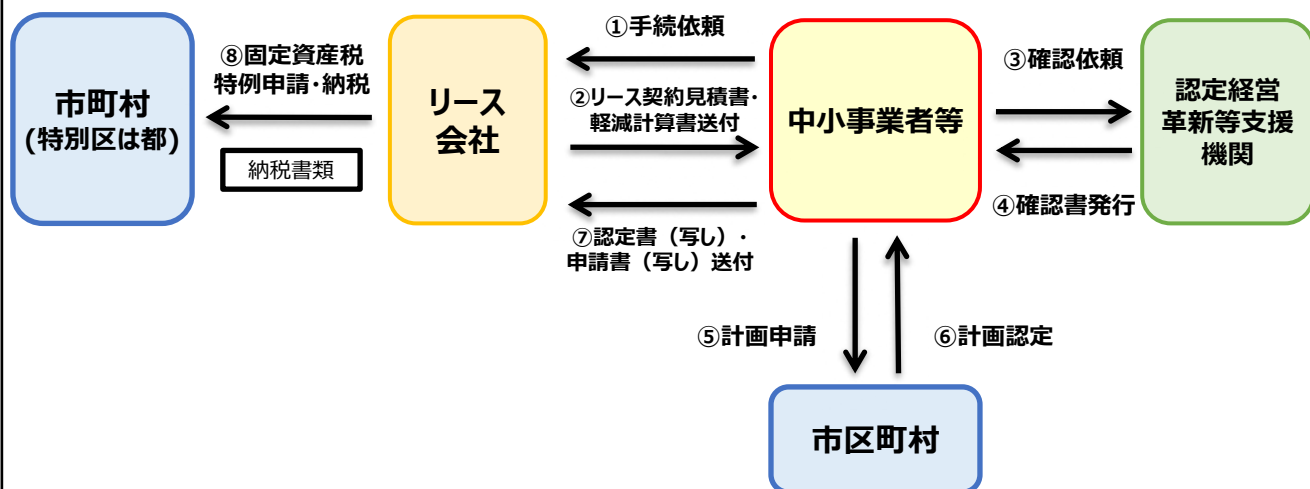 市町村
(特別区は都)
⑧固定資産税
特例申請・納税
納税書類
リース
会社
①手続依頼
②リース契約見積書・
軽減計算書送付
⑦認定書（写し）・
申請書（写し）送付
中小事業者等
③確認依頼
④確認書発行
認定経営
革新等支援
機関
⑤計画申請
⑥計画認定
市区町村